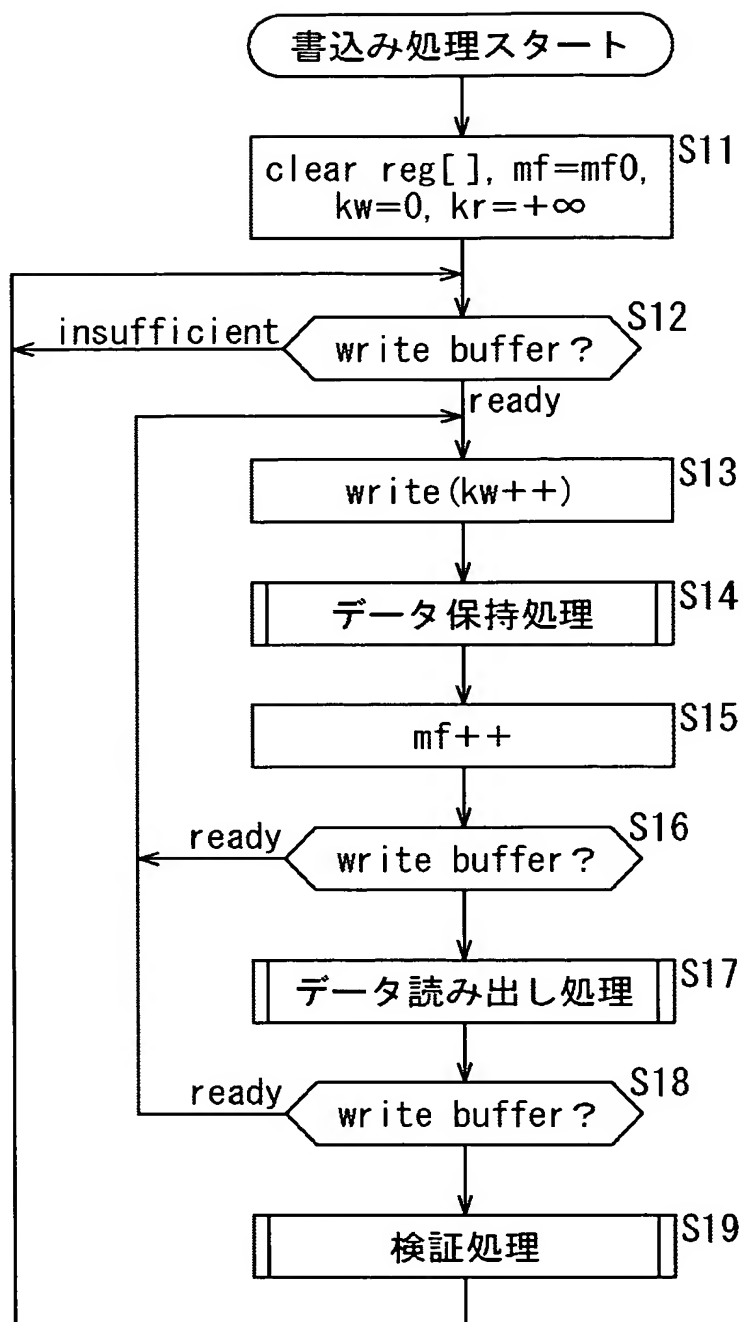 書込み処理スタート
S11
clear reg[ ], mf=mf0,
kw=0, kr=+∞
S12
insufficient
write buffer?
ready
S13
write(kw++)
S14
データ保持処理
S15
mf++
S16
ready
write buffer?
S17
データ読み出し処理
S18
ready
write buffer?
S19
検証処理